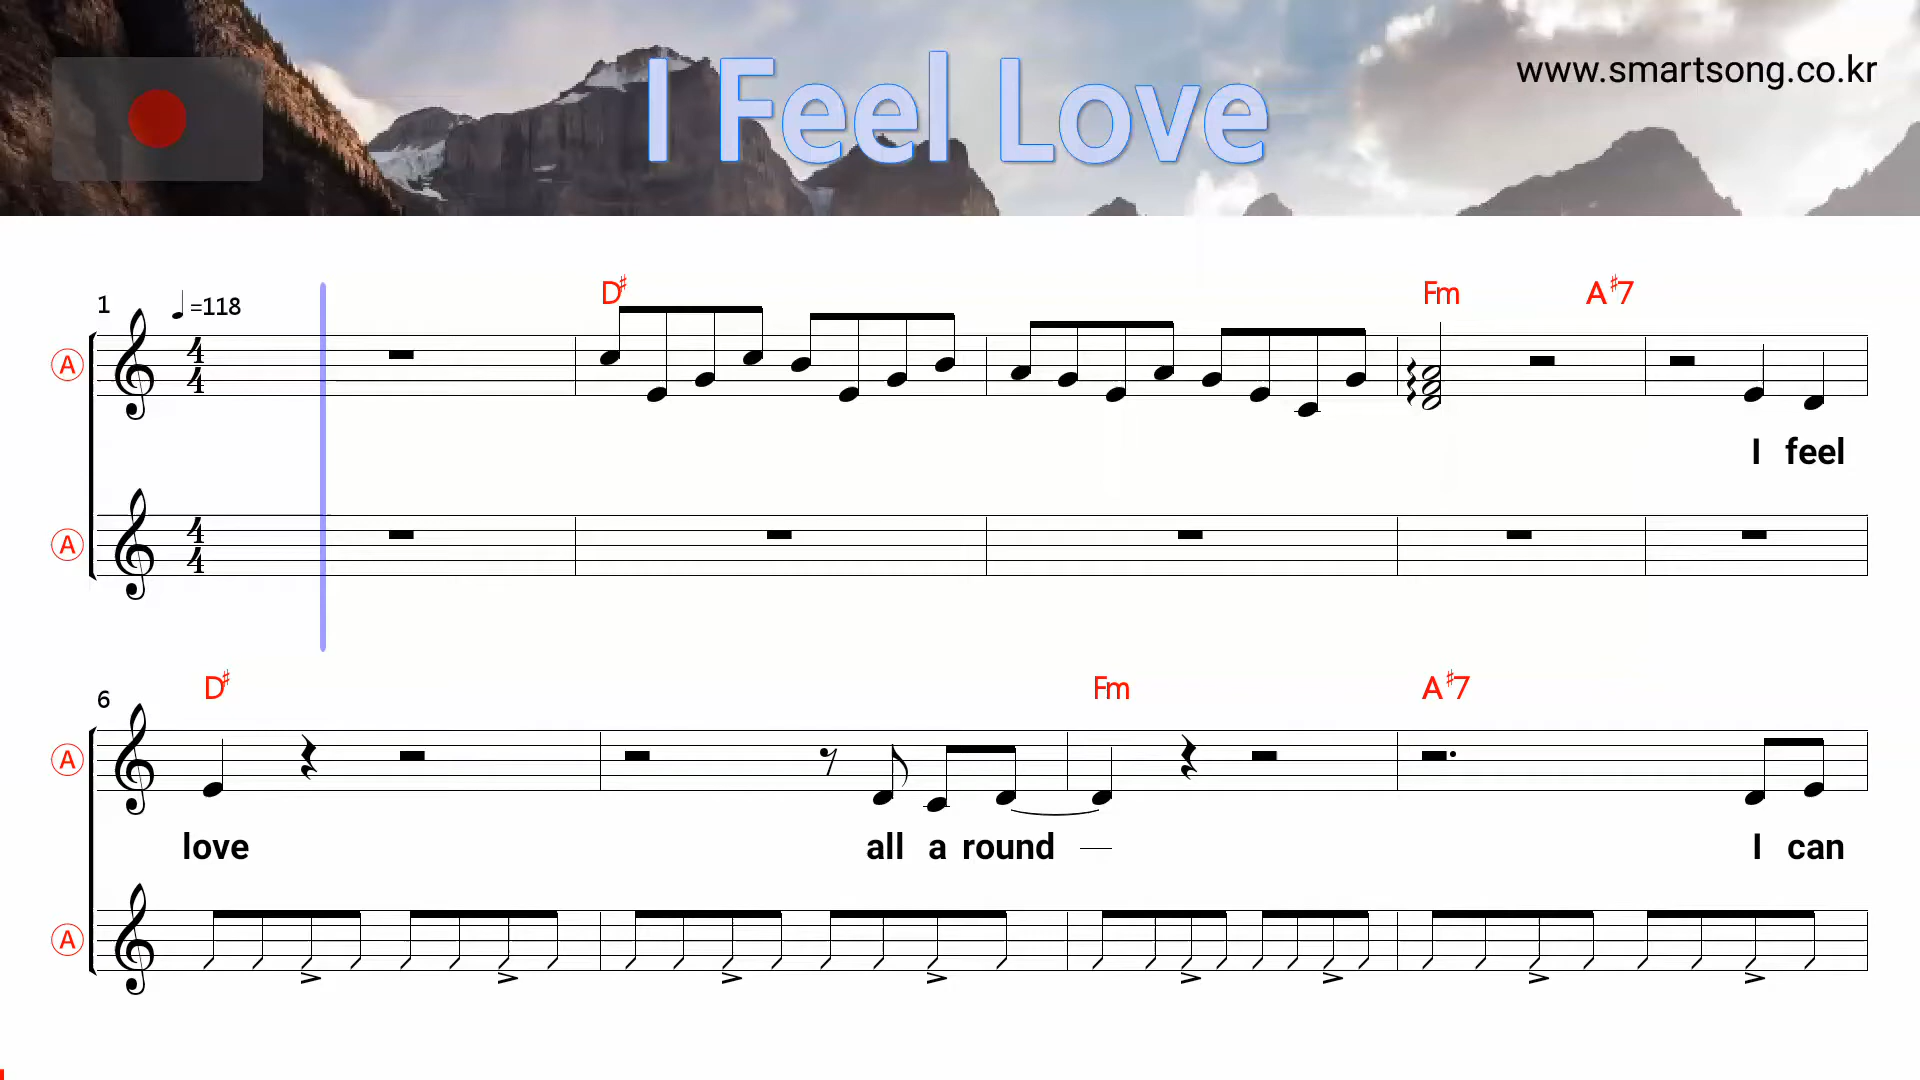 I Feel Love
www.smartsong.co.kr
1 ♩=118
D♯ Fm A♯7
A 4/4
I feel
A 4/4
6 D♯ Fm A♯7
A
love all a round — I can
A